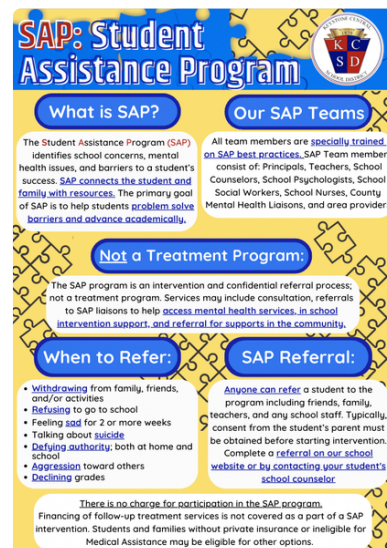 SAP: Student
Assistance Program
KEYSTONE CENTRAL
K C
S D
SCHOOL DISTRICT
What is SAP?
The Student Assistance Program (SAP)
identifies school concerns, mental
health issues, and barriers to a student's
success. SAP connects the student and
family with resources. The primary goal
of SAP is to help students problem solve
barriers and advance academically.
Our SAP Teams
All team members are specially trained
on SAP best practices. SAP Team member
consist of: Principals, Teachers, School
Counselors, School Psychologists, School
Social Workers, School Nurses, County
Mental Health Liaisons, and area provider
Not a Treatment Program:
The SAP program is an intervention and confidential referral process;
not a treatment program. Services may include consultation, referrals
to SAP liaisons to help access mental health services, in school
intervention support, and referral for supports in the community.
When to Refer:
• Withdrawing from family, friends,
and/or activities
• Refusing to go to school
• Feeling sad for 2 or more weeks
• Talking about suicide
• Defying authority; both at home and
school
• Aggression toward others
• Declining grades
SAP Referral:
Anyone can refer a student to the
program including friends, family,
teachers, and any school staff. Typically,
consent from the student's parent must
be obtained before starting intervention.
Complete a referral on our school
website or by contacting your student's
school counselor
There is no charge for participation in the SAP program.
Financing of follow-up treatment services is not covered as a part of a SAP
intervention. Students and families without private insurance or ineligible for
Medical Assistance may be eligible for other options.